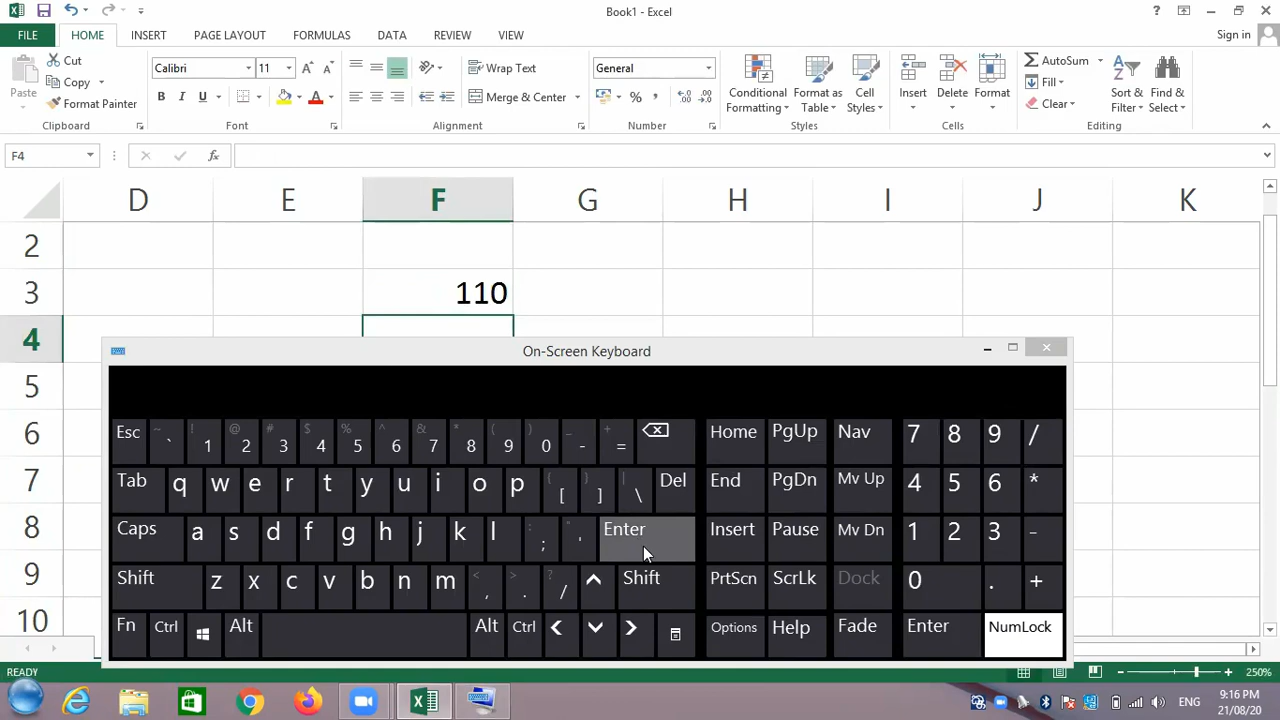 Book1 - Excel
?
FILE HOME INSERT PAGE LAYOUT FORMULAS DATA REVIEW VIEW Sign in
Paste Cut Copy Format Painter
Calibri 11
B I U A
Wrap Text
Merge & Center
General
%
Conditional Formatting
Format as Table
Cell Styles
Insert Delete Format
AutoSum
Fill
Clear
Sort & Filter
Find & Select
Clipboard Font Alignment Number Styles Cells Editing
F4 fx
D E F G H I J K
2
3 110
4
5
6
7
8
9
10
On-Screen Keyboard
Esc ~ ` ! 1 @ 2 # 3 $ 4 % 5 ^ 6 & 7 * 8 ( 9 ) 0 _ - + = Home PgUp Nav 7 8 9 /
Tab q w e r t y u i o p { [ } ] | \ Del End PgDn Mv Up 4 5 6 *
Caps a s d f g h j k l : ; " ' Enter Insert Pause Mv Dn 1 2 3 -
Shift z x c v b n m < , > . ? / Shift PrtScn ScrLk Dock 0 . +
Fn Ctrl Alt Alt Ctrl Options Help Fade Enter NumLock
READY 250%
ENG 9:16 PM
21/08/20